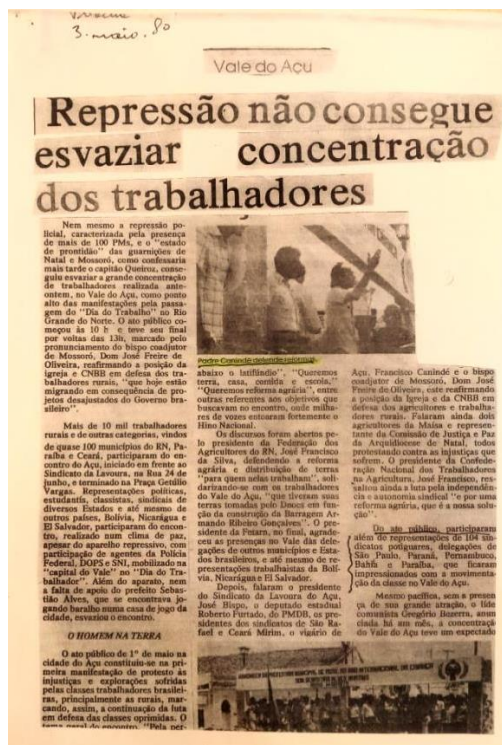 3. maio. 80
Vale do Açu
Repressão não consegue
esvaziar concentração
dos trabalhadores
Nem mesmo a repressão po-
licial, caracterizada pela presença
de mais de 100 PMs, e o "estado
de prontidão" das guarnições de
Natal e Mossoró, como confessaria
mais tarde o capitão Queiroz, conse-
guiu esvaziar a grande concentração
de trabalhadores realizada ante-
ontem, no Vale do Açu, como ponto
alto das manifestações pela passa-
gem do "Dia do Trabalho" no Rio
Grande do Norte. O ato público co-
meçou às 10 h e teve seu final
por voltas das 13h, marcado pelo
pronunciamento do bispo coadjutor
de Mossoró, Dom José Freire de
Oliveira, reafirmando a posição da
igreja e CNBB em defesa dos tra-
balhadores rurais, "que hoje estão
migrando em consequência de pro-
jetos desajustados do Governo bra-
sileiro".
Mais de 10 mil trabalhadores
rurais e de outras categorias, vindos
de quase 100 municípios do RN, Pa-
raíba e Ceará, participaram do en-
contro do Açu, iniciado em frente ao
Sindicato da Lavoura, na Rua 24 de
junho, e terminado na Praça Getúlio
Vargas. Representações políticas,
estudantis, classistas, sindicais de
diversos Estados e até mesmo de
outros países, Bolívia, Nicarágua e
El Salvador, participaram do encon-
tro, realizado num clima de paz,
apesar do aparelho repressivo, com
participação de agentes da Polícia
Federal, DOPS e SNI, mobilizado na
"capital do Vale" no "Dia do Tra-
balhador". Além do aparato, nem
a falta de apoio do prefeito Sebas-
tião Alves, que se encontrava jo-
gando baralho numa casa de jogo da
cidade, esvaziou o encontro.
O HOMEM NA TERRA
O ato público de 1º de maio na
cidade do Açu constituiu-se na pri-
meira manifestação de protesto às
injustiças e explorações sofridas
pelas classes trabalhadores brasilei-
ras, principalmente as rurais, mar-
cando, assim, a continuação da luta
em defesa das classes oprimidas. O
tema geral do encontro, "Pela per-
Padre Canindé defende reforma
abaixo o latifúndio", "Queremos
terra, casa, comida e escola,"
"Queremos reforma agrária", entre
outras referentes aos objetivos que
buscavam no encontro, onde milha-
res de vozes entoaram fortemente o
Hino Nacional.
Os discursos foram abertos pe-
lo presidente da Federação dos
Agricultores do RN, José Francisco
da Silva, defendendo a reforma
agrária e distribuição de terras
"para quem nelas trabalham", soli-
darizando-se com os trabalhadores
do Vale do Açu, "que tiveram suas
terras tomadas pelo Dnocs em fun-
ção da construção da Barragem Ar-
mando Ribeiro Gonçalves". O pre-
sidente da Fetarn, no final, agrade-
ceu as presenças no Vale das dele-
gações de outros municípios e Esta-
dos brasileiros, e até mesmo de re-
presentações trabalhistas da Bolí-
via, Nicarágua e El Salvador.
Depois, falaram o presidente
do Sindicato da Lavoura do Açu,
José Bispo, o deputado estadual
Roberto Furtado, do PMDB, os pre-
sidentes dos sindicatos de São Ra-
fael e Ceará Mirim, o vigário de
Açu, Francisco Canindé e o bispo
coadjutor de Mossoró, Dom José
Freire de Oliveira, este reafirmando
a posição da Igreja e da CNBB em
defesa dos agricultores e trabalha-
dores rurais. Falaram ainda dois
agricultores da Maisa e represen-
tante da Comissão de Justiça e Paz
da Arquidiocese de Natal, todos
protestando contra as injustiças que
sofrem. O presidente da Confede-
ração Nacional dos Trabalhadores
na Agricultura, José Francisco, res-
saltou ainda a luta pela independên-
cia e autonomia sindical "e por uma
reforma agrária, que é a nossa solu-
ção".
Do ato público, participaram
além de representantes de 104 sin-
dicatos potiguares, delegações de
São Paulo, Paraná, Pernambuco,
Bahia e Paraíba, que ficaram
impressionados com a movimenta-
ção da classe no Vale do Açu.
Mesmo pacífica, sem a presen-
ça de sua grande atração, o líder
comunista Gregório Bezerra, anun-
ciada há um mês, a concentração
do Vale do Açu teve um expectado